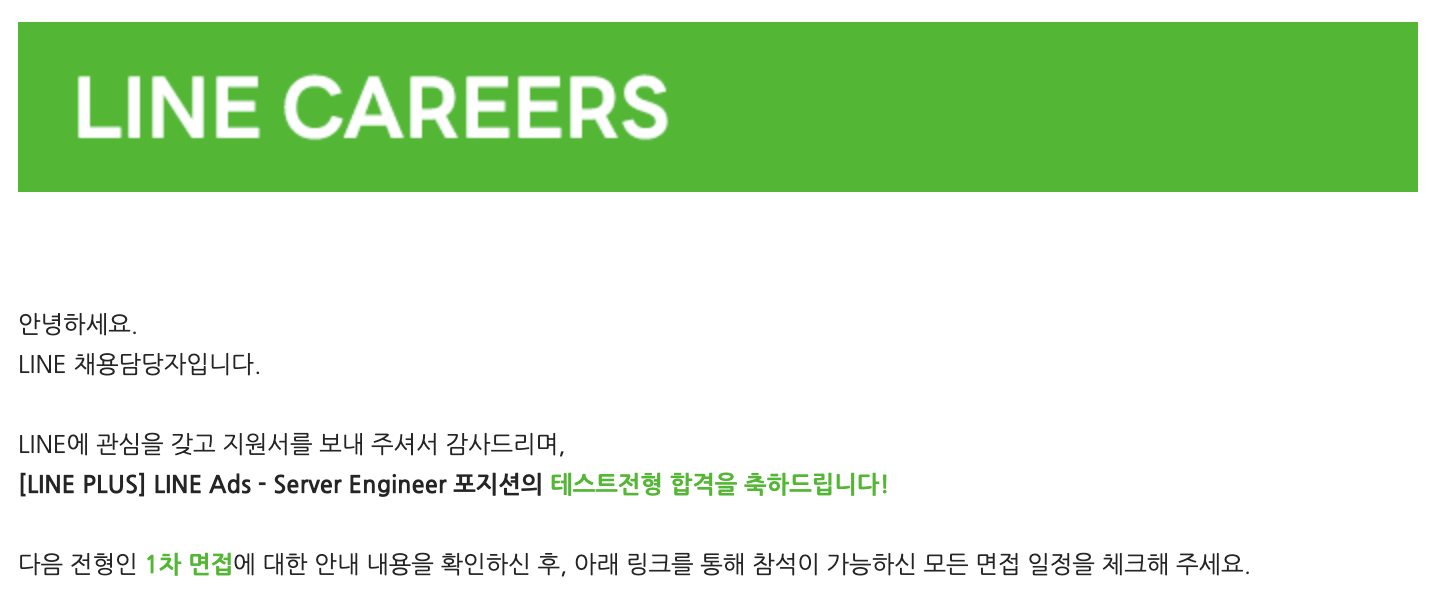 LINE CAREERS
안녕하세요.
LINE 채용담당자입니다.
LINE에 관심을 갖고 지원서를 보내 주셔서 감사드리며,
[LINE PLUS] LINE Ads - Server Engineer 포지션의 테스트전형 합격을 축하드립니다!
다음 전형인 1차 면접에 대한 안내 내용을 확인하신 후, 아래 링크를 통해 참석이 가능하신 모든 면접 일정을 체크해 주세요.